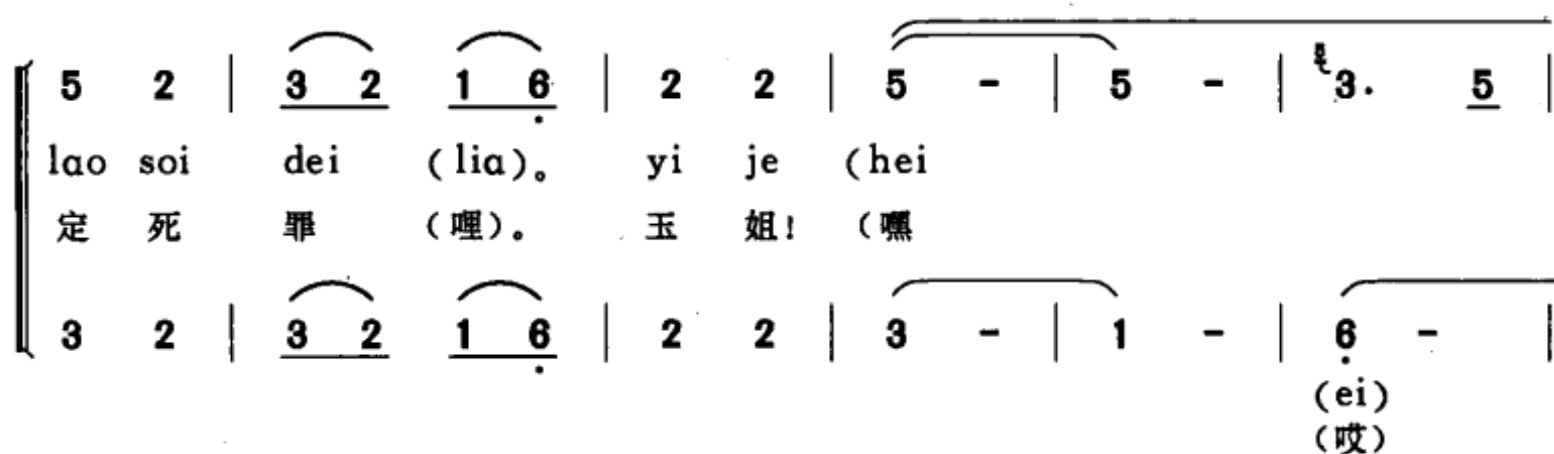 5 2 | 3 2 1 6 | 2 2 | 5 - | 5 - | 3. 5 |
lao soi dei (lia)。 yi je (hei
定 死 罪 (哩)。 玉 姐! (嘿
3 2 | 3 2 1 6 | 2 2 | 3 - | 1 - | 6 - |
(ei)
(哎)